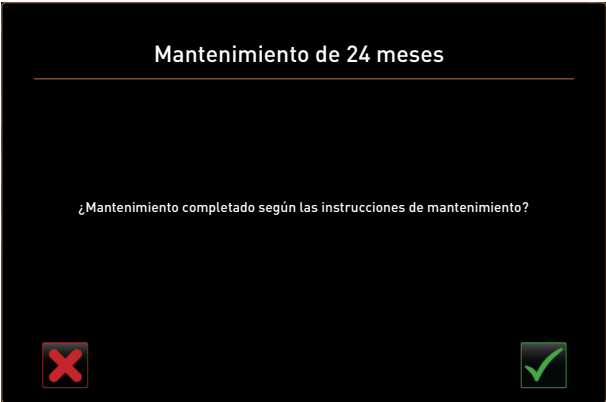 Mantenimiento de 24 meses
¿Mantenimiento completado según las instrucciones de mantenimiento?